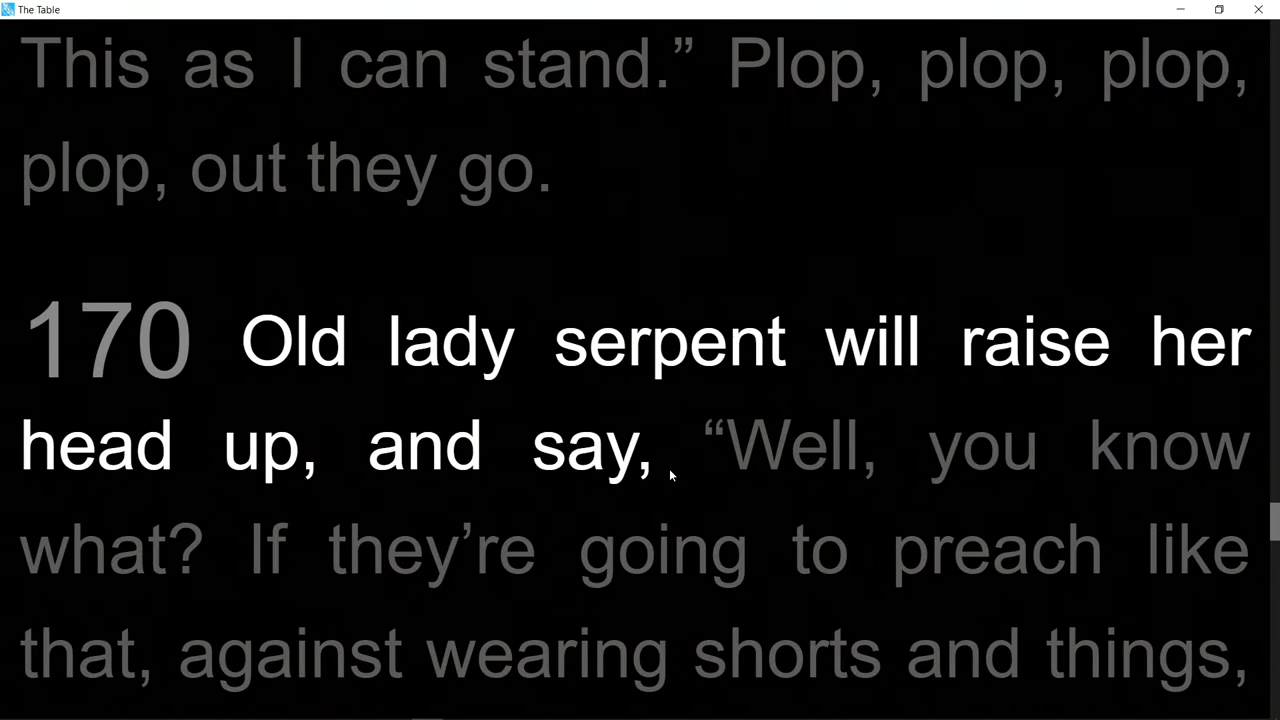 The Table
This as I can stand.” Plop, plop, plop,
plop, out they go.
170 Old lady serpent will raise her
head up, and say, “Well, you know
what? If they’re going to preach like
that, against wearing shorts and things,